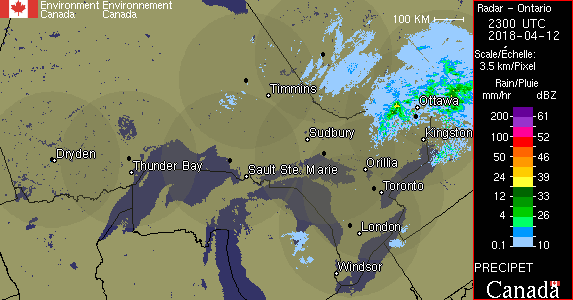 Environment Environnement
Canada Canada
100 KM
Timmins
Ottawa
Sudbury
Kingston
Dryden
Thunder Bay
Sault Ste. Marie
Orillia
Toronto
London
Windsor
Radar - Ontario
2300 UTC
2018-04-12
Scale/Échelle:
3.5 km/Pixel
Rain/Pluie
mm/hr dBZ
200 61
100 52
50 46
24 39
12 33
4 26
0.1 10
PRECIPET
Canada